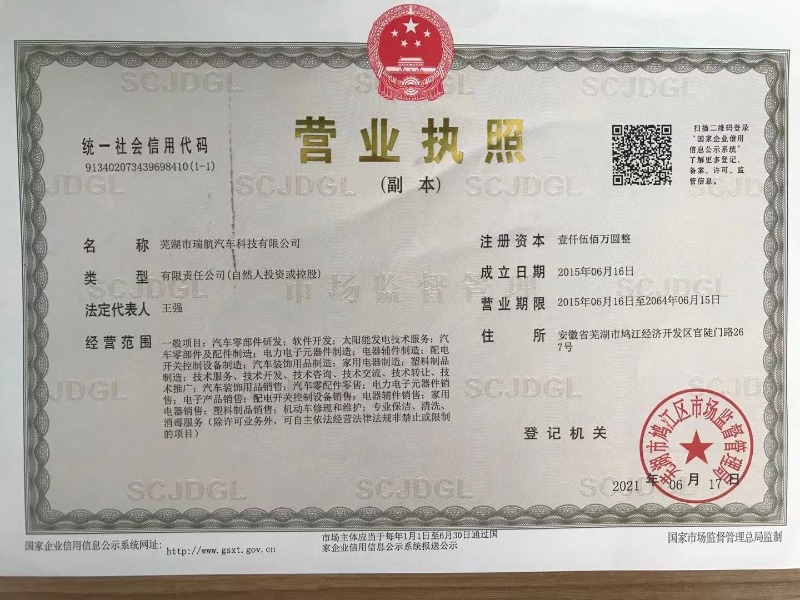 SCJDGL
营业执照
(副 本)
统一社会信用代码
913402073439698410(1-1)
扫描二维码登录
"国家企业信用
信息公示系统"
了解更多登记、
备案、许可、监
管信息。
名 称 芜湖市瑞航汽车科技有限公司
类 型 有限责任公司(自然人投资或控股)
法定代表人 王强
经营范围 一般项目：汽车零部件研发；软件开发；太阳能发电技术服务；汽
车零部件及配件制造；电力电子元器件制造；电器辅件制造；配电
开关控制设备制造；汽车装饰用品制造；家用电器制造；塑料制品
制造；技术服务、技术开发、技术咨询、技术交流、技术转让、技
术推广；汽车装饰用品销售；汽车零配件零售；电力电子元器件销
售；电子产品销售；配电开关控制设备销售；电器辅件销售；家用
电器销售；塑料制品销售；机动车修理和维护；专业保洁、清洗、
消毒服务（除许可业务外，可自主依法经营法律法规非禁止或限制
的项目）
注册资本 壹仟伍佰万圆整
成立日期 2015年06月16日
营业期限 2015年06月16日至2064年06月15日
住 所 安徽省芜湖市鸠江经济开发区官陡门路26
7号
市场监督管理
登记机关
芜湖市鸠江区市场监督管理局
2021 年 06 月 17 日
国家企业信用信息公示系统网址: http://www.gsxt.gov.cn
市场主体应当于每年1月1日至6月30日通过国
家企业信用信息公示系统报送公示
国家市场监督管理总局监制